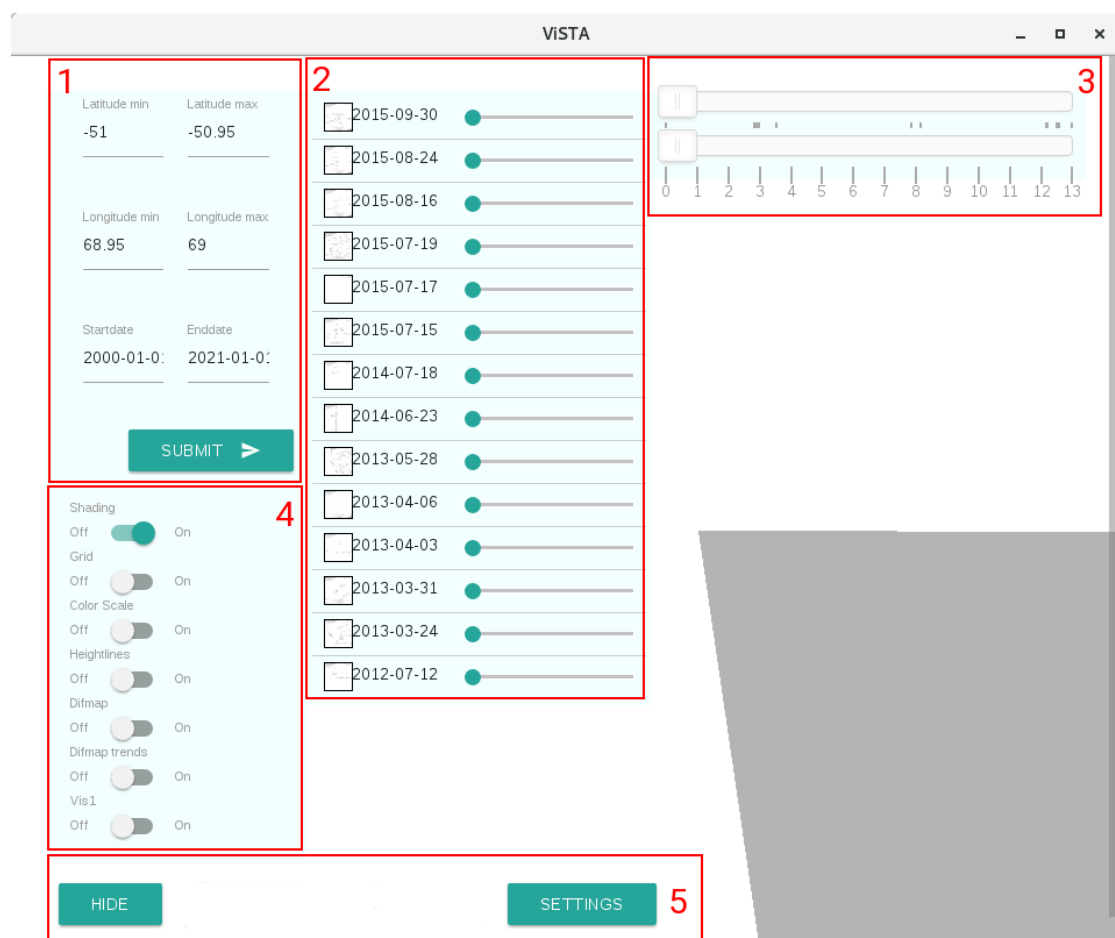 ViSTA
1
Latitude min Latitude max
-51 -50.95
Longitude min Longitude max
68.95 69
Startdate Enddate
2000-01-0 2021-01-0
SUBMIT
2
2015-09-30
2015-08-24
2015-08-16
2015-07-19
2015-07-17
2015-07-15
2014-07-18
2014-06-23
2013-05-28
2013-04-06
2013-04-03
2013-03-31
2013-03-24
2012-07-12
3
0 1 2 3 4 5 6 7 8 9 10 11 12 13
4
Shading
Off On
Grid
Off On
Color Scale
Off On
Heightlines
Off On
Difmap
Off On
Difmap trends
Off On
Vis1
Off On
HIDE SETTINGS 5